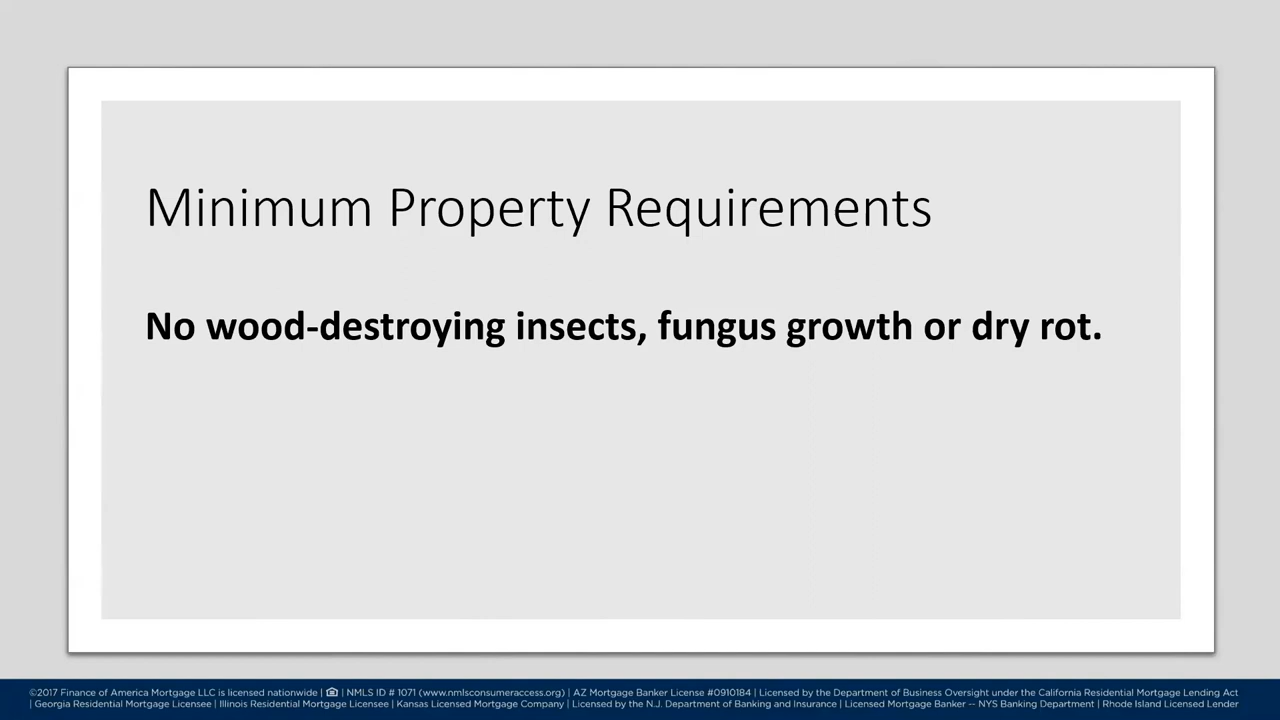 Minimum Property Requirements
No wood-destroying insects, fungus growth or dry rot.
©2017 Finance of America Mortgage LLC is licensed nationwide | | NMLS ID # 1071 (www.nmlsconsumeraccess.org) | AZ Mortgage Banker License #0910184 | Licensed by the Department of Business Oversight under the California Residential Mortgage Lending Act
| Georgia Residential Mortgage Licensee | Illinois Residential Mortgage Licensee | Kansas Licensed Mortgage Company | Licensed by the N.J. Department of Banking and Insurance | Licensed Mortgage Banker -- NYS Banking Department | Rhode Island Licensed Lender